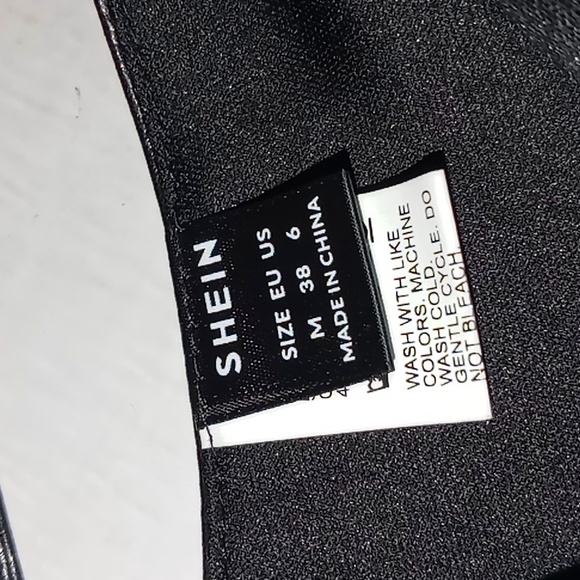 SHEIN
SIZE EU US
M 38 6
MADE IN CHINA
WASH WITH LIKE
COLORS. MACHINE
WASH COLD.
GENTLE CYCLE. DO
NOT BLEACH